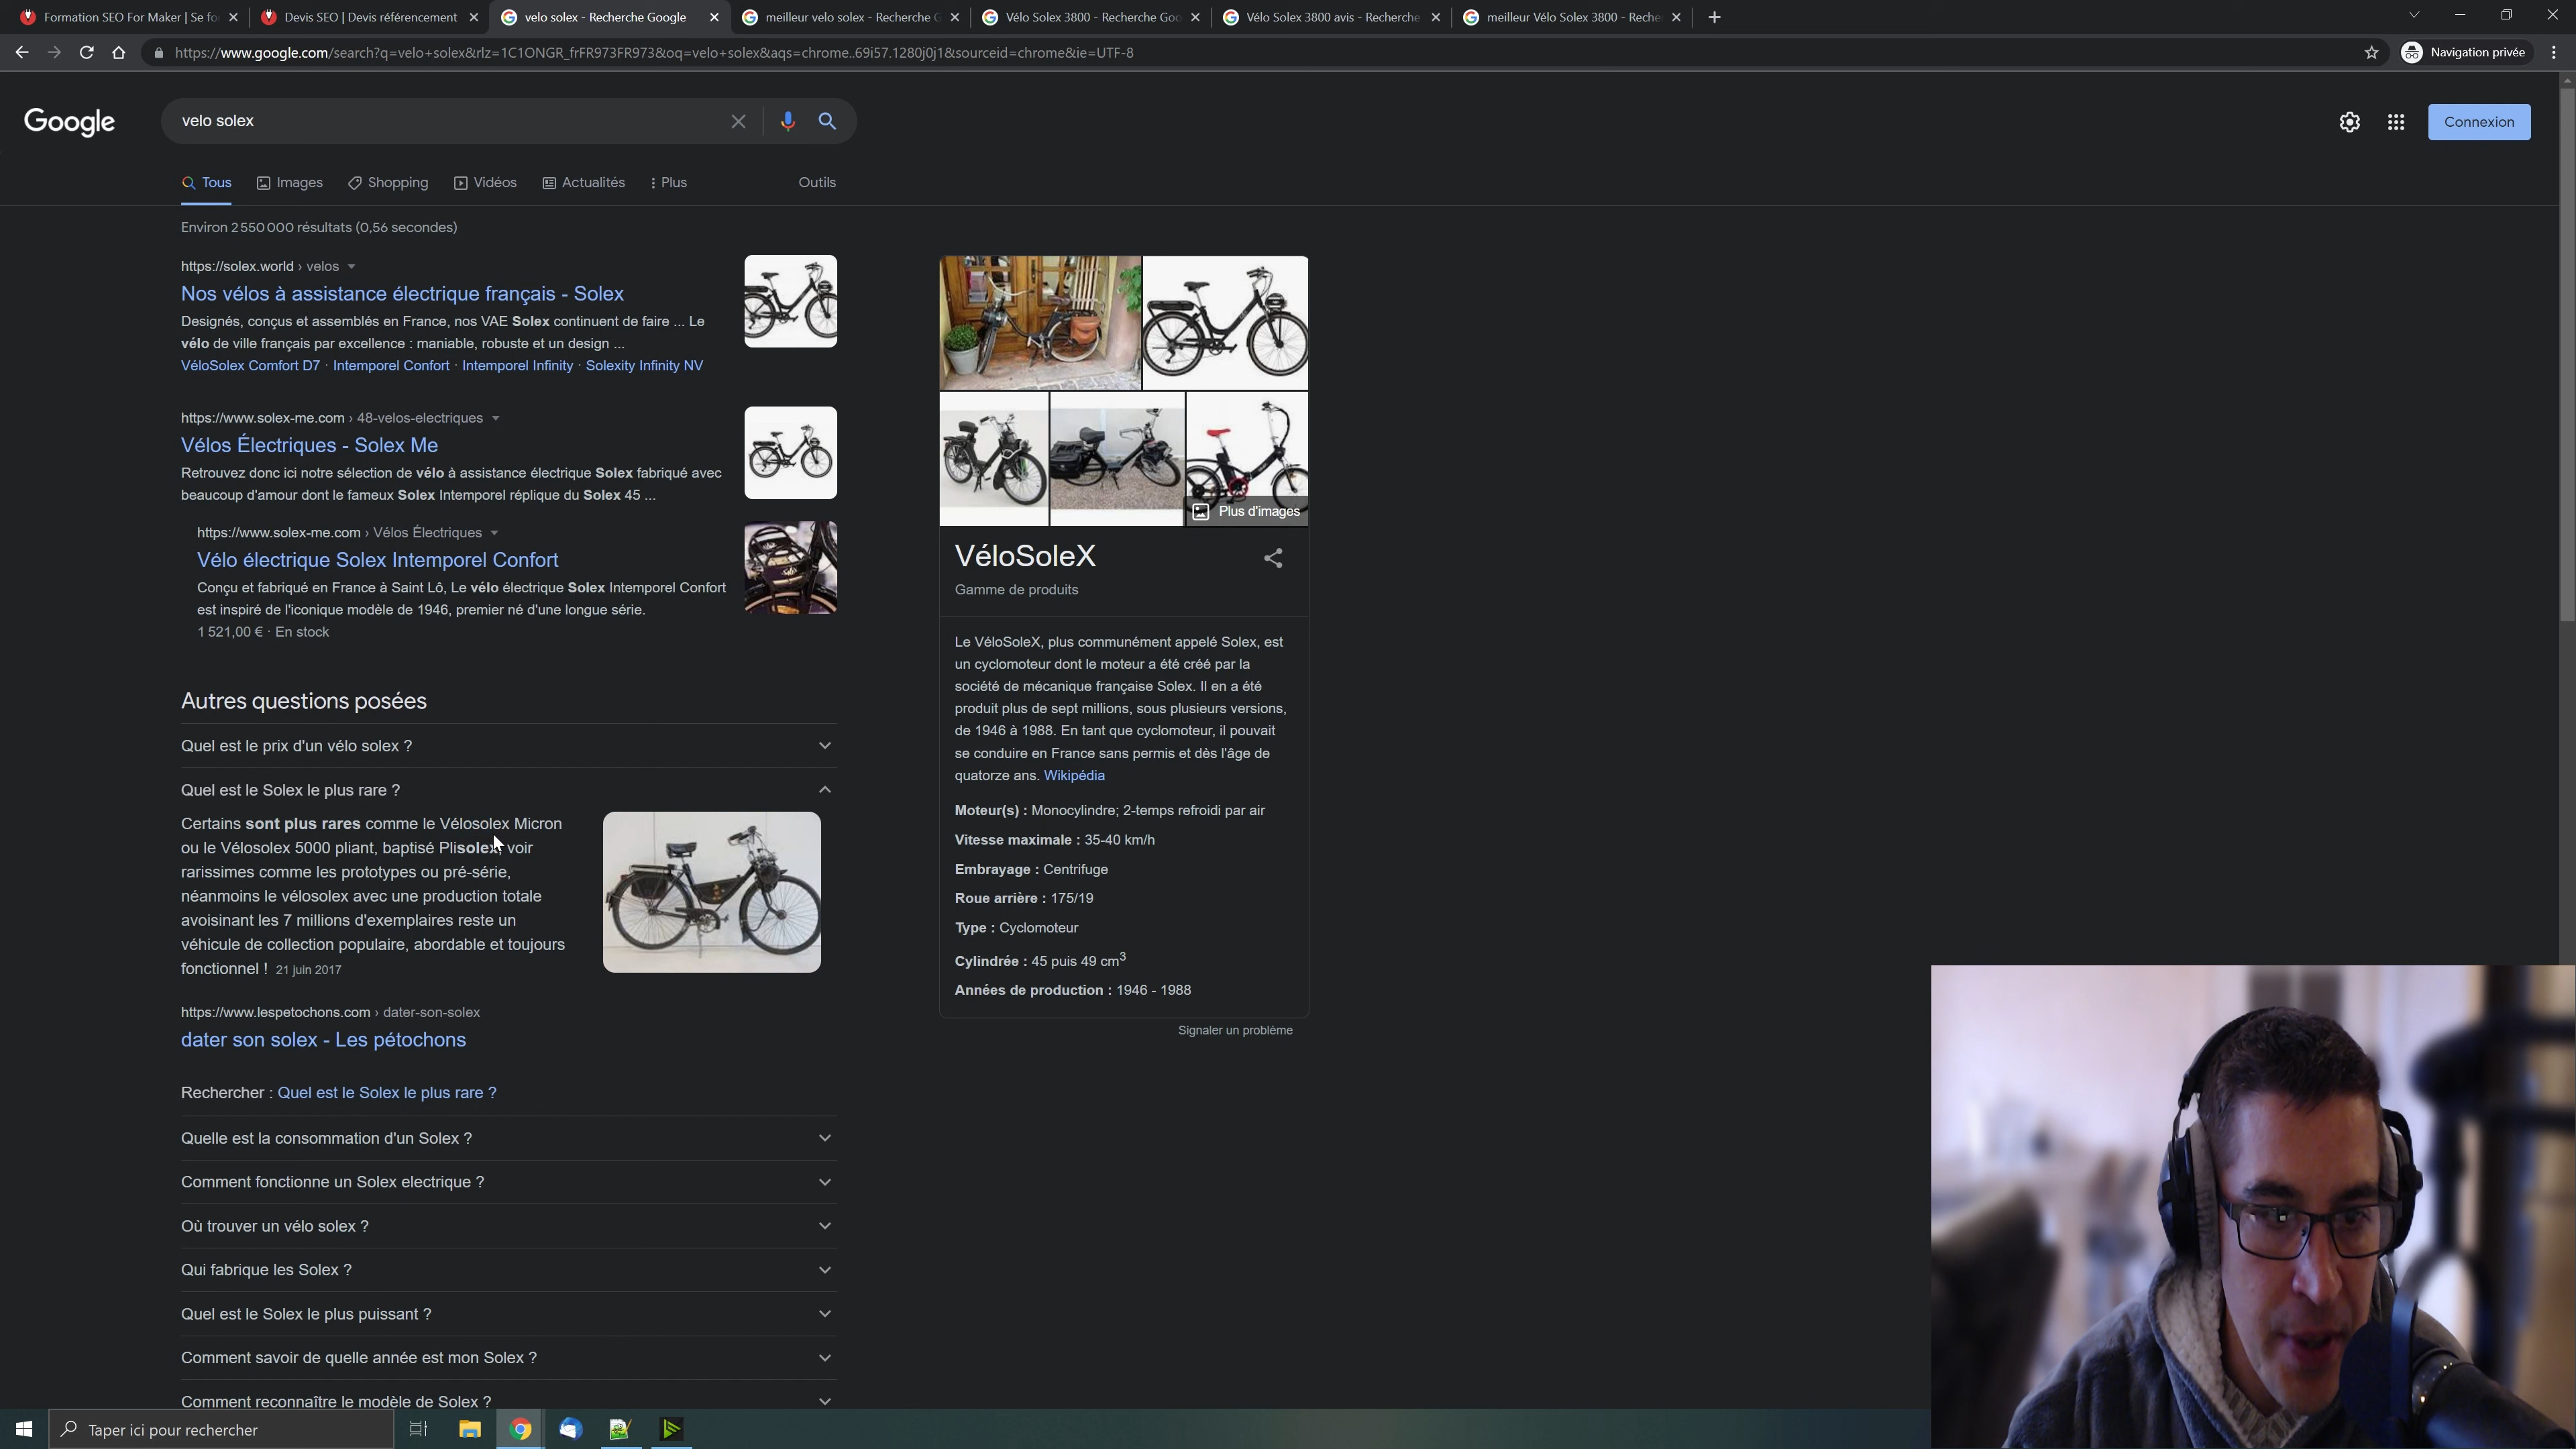 Formation SEO For Maker | Se fo
Devis SEO | Devis référencement
velo solex - Recherche Google
meilleur velo solex - Recherche G
Vélo Solex 3800 - Recherche Goo
Vélo Solex 3800 avis - Recherche
meilleur Vélo Solex 3800 - Reche
https://www.google.com/search?q=velo+solex&rlz=1C1ONGR_frFR973FR973&oq=velo+solex&aqs=chrome..69i57.1280j0j1&sourceid=chrome&ie=UTF-8
Navigation privée
Google
velo solex
Connexion
Tous
Images
Shopping
Vidéos
Actualités
Plus
Outils
Environ 2 550 000 résultats (0,56 secondes)
https://solex.world › velos
Nos vélos à assistance électrique français - Solex
Designés, conçus et assemblés en France, nos VAE Solex continuent de faire ... Le
vélo de ville français par excellence : maniable, robuste et un design ...
VéloSolex Comfort D7 · Intemporel Confort · Intemporel Infinity · Solexity Infinity NV
https://www.solex-me.com › 48-velos-electriques
Vélos Électriques - Solex Me
Retrouvez donc ici notre sélection de vélo à assistance électrique Solex fabriqué avec
beaucoup d'amour dont le fameux Solex Intemporel réplique du Solex 45 ...
https://www.solex-me.com › Vélos Électriques
Vélo électrique Solex Intemporel Confort
Conçu et fabriqué en France à Saint Lô, Le vélo électrique Solex Intemporel Confort
est inspiré de l'iconique modèle de 1946, premier né d'une longue série.
1 521,00 € · En stock
Autres questions posées
Quel est le prix d'un vélo solex ?
Quel est le Solex le plus rare ?
Certains sont plus rares comme le Vélosolex Micron
ou le Vélosolex 5000 pliant, baptisé Plisolex, voir
rarissimes comme les prototypes ou pré-série,
néanmoins le vélosolex avec une production totale
avoisinant les 7 millions d'exemplaires reste un
véhicule de collection populaire, abordable et toujours
fonctionnel ! 21 juin 2017
https://www.lespetochons.com › dater-son-solex
dater son solex - Les pétochons
Rechercher : Quel est le Solex le plus rare ?
Quelle est la consommation d'un Solex ?
Comment fonctionne un Solex electrique ?
Où trouver un vélo solex ?
Qui fabrique les Solex ?
Quel est le Solex le plus puissant ?
Comment savoir de quelle année est mon Solex ?
Comment reconnaître le modèle de Solex ?
Plus d'images
VéloSoleX
Gamme de produits
Le VéloSoleX, plus communément appelé Solex, est
un cyclomoteur dont le moteur a été créé par la
société de mécanique française Solex. Il en a été
produit plus de sept millions, sous plusieurs versions,
de 1946 à 1988. En tant que cyclomoteur, il pouvait
se conduire en France sans permis et dès l'âge de
quatorze ans. Wikipédia
Moteur(s) : Monocylindre; 2-temps refroidi par air
Vitesse maximale : 35-40 km/h
Embrayage : Centrifuge
Roue arrière : 175/19
Type : Cyclomoteur
Cylindrée : 45 puis 49 cm³
Années de production : 1946 - 1988
Signaler un problème
Taper ici pour rechercher